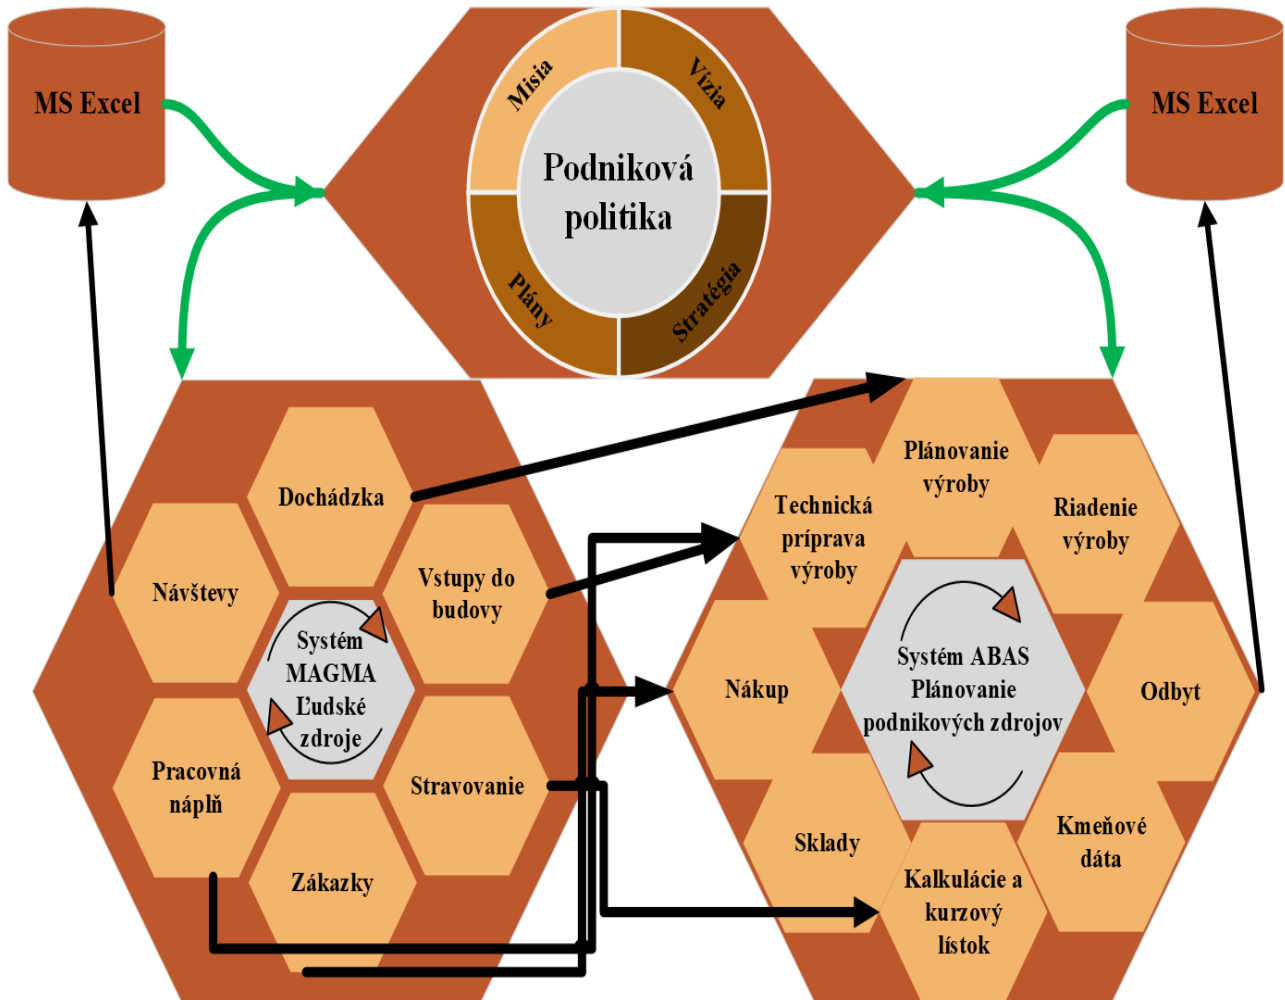 MS Excel
Misia
Vízia
Podniková
politika
Plány
Stratégia
MS Excel
Dochádzka
Návštevy
Vstupy do
budovy
Systém
MAGMA
Ľudské
zdroje
Pracovná
náplň
Stravovanie
Zákazky
Plánovanie
výroby
Technická
príprava
výroby
Riadenie
výroby
Nákup
Systém ABAS
Plánovanie
podnikových zdrojov
Odbyt
Sklady
Kmeňové
dáta
Kalkulácie a
kurzový
lístok